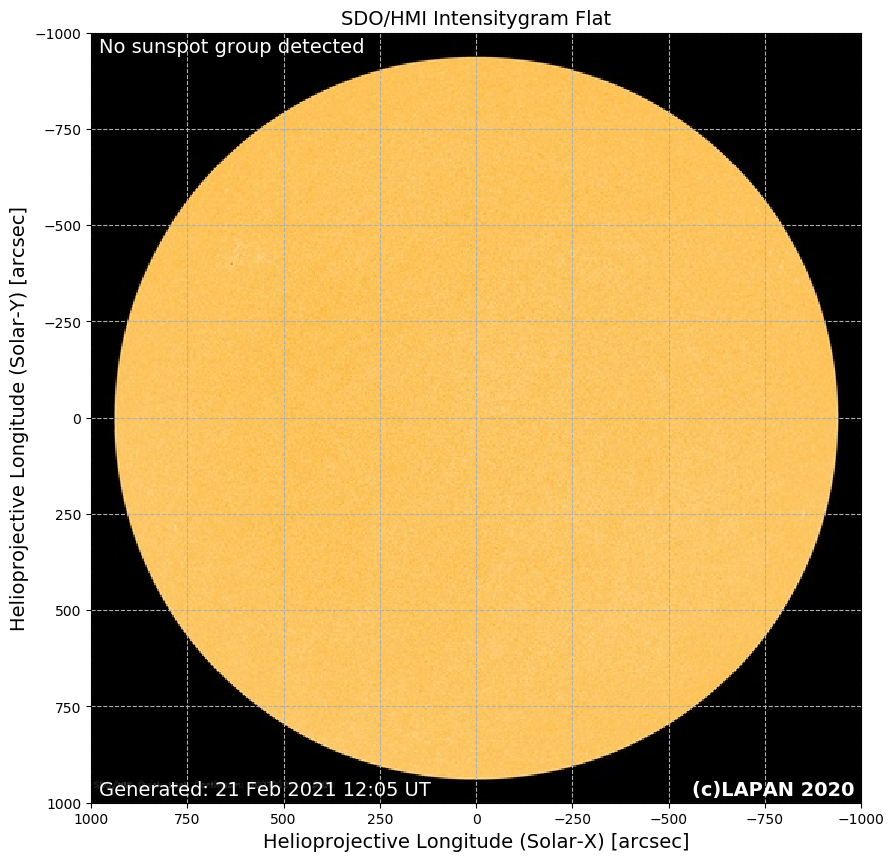 SDO/HMI Intensitygram Flat
No sunspot group detected
−1000
−750
−500
−250
0
250
500
750
1000
Helioprojective Longitude (Solar-Y) [arcsec]
Generated: 21 Feb 2021 12:05 UT
(c)LAPAN 2020
1000 750 500 250 0 −250 −500 −750 −1000
Helioprojective Longitude (Solar-X) [arcsec]